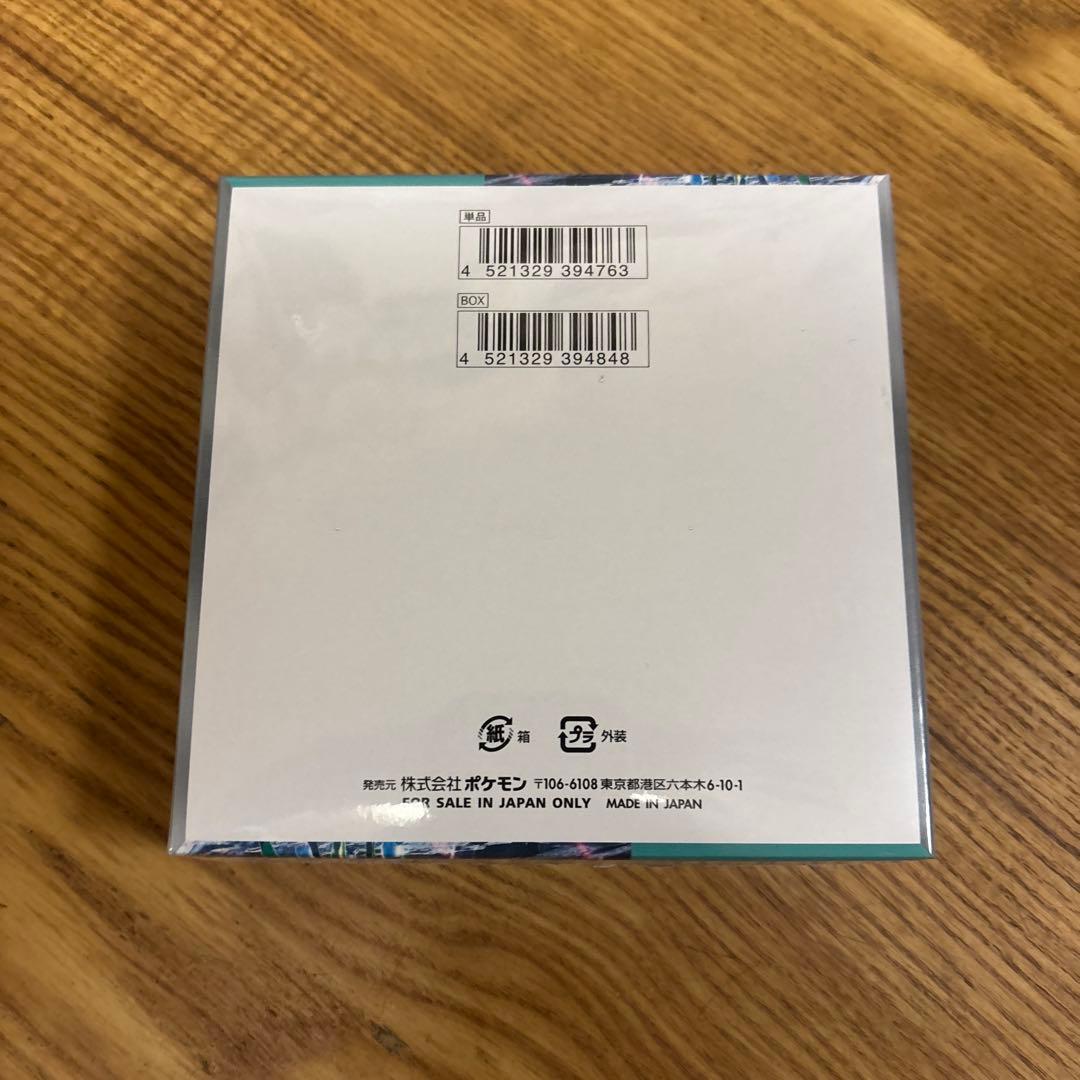 単品
4 521329 394763
BOX
4 521329 394848
紙 箱 プラ 外装
発売元 株式会社 ポケモン 〒106-6108 東京都港区六本木6-10-1
FOR SALE IN JAPAN ONLY MADE IN JAPAN